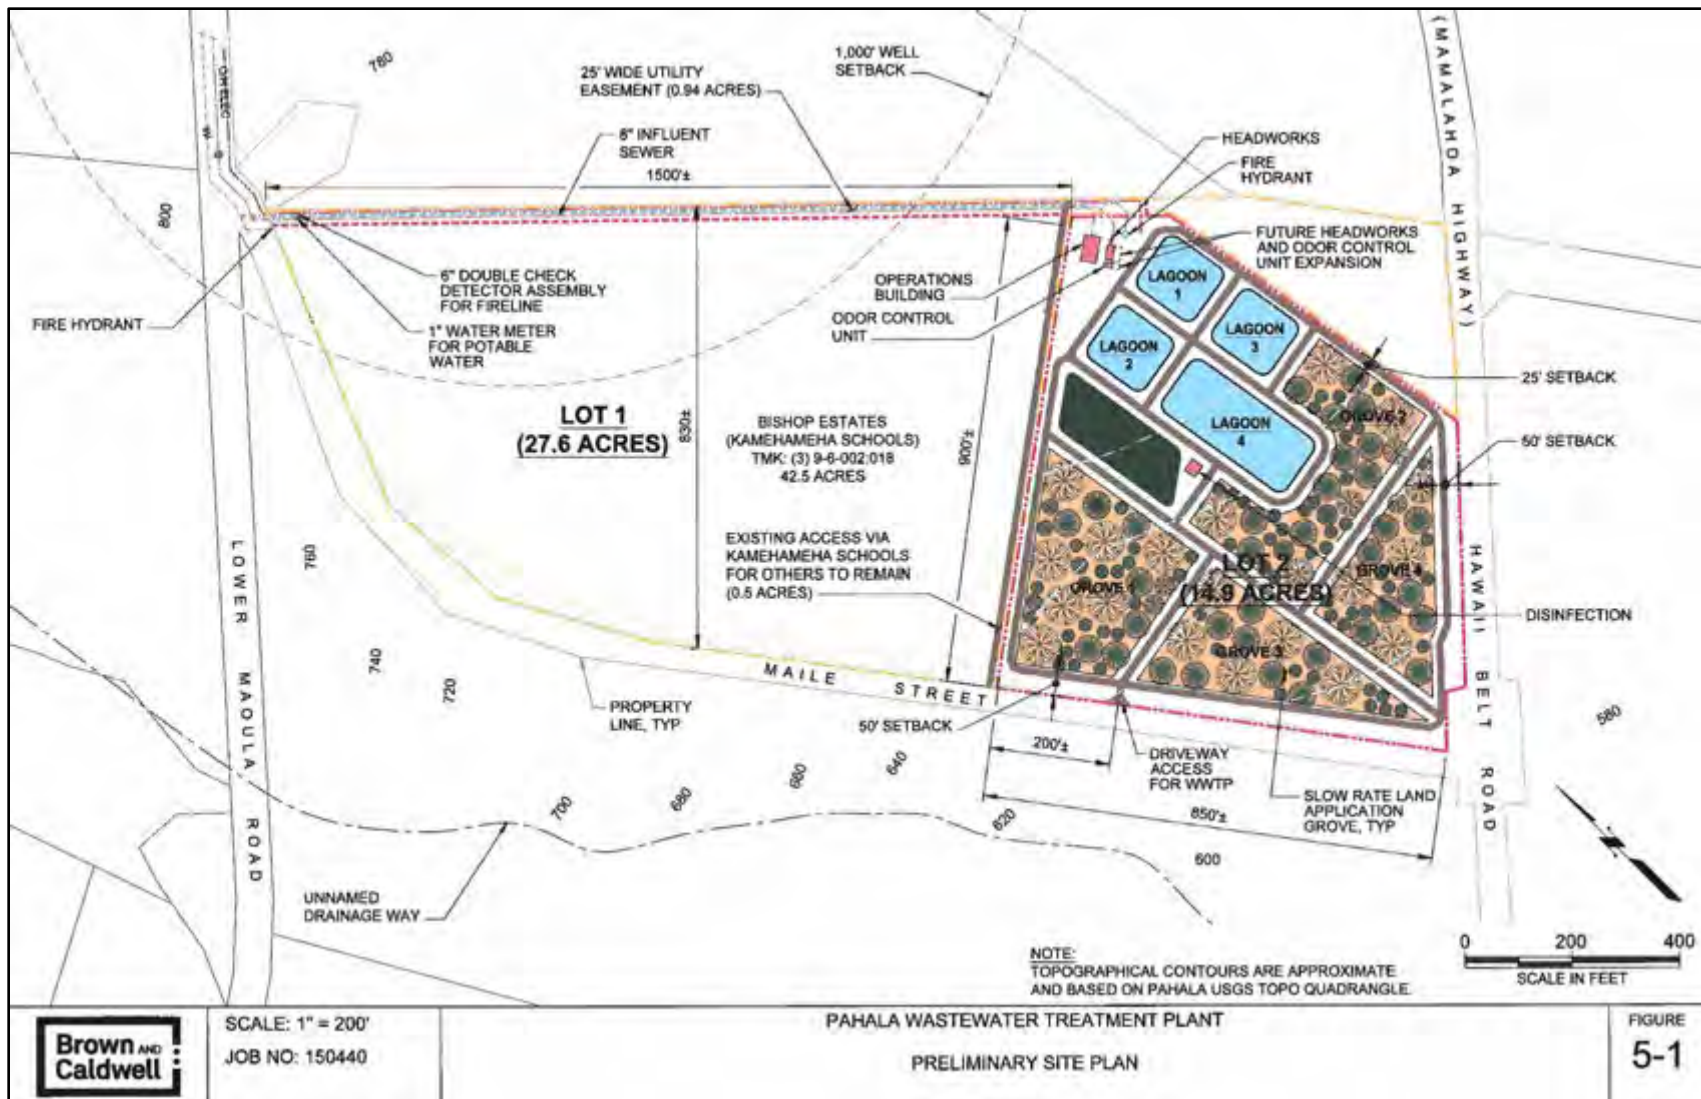 780
25' WIDE UTILITY
EASEMENT (0.94 ACRES)
1,000' WELL
SETBACK
(MAMALAHOA HIGHWAY)
8" INFLUENT
SEWER
1500'±
HEADWORKS
FIRE
HYDRANT
800
FUTURE HEADWORKS
AND ODOR CONTROL
UNIT EXPANSION
6" DOUBLE CHECK
DETECTOR ASSEMBLY
FOR FIRELINE
OPERATIONS
BUILDING
LAGOON
1
FIRE HYDRANT
1" WATER METER
FOR POTABLE
WATER
ODOR CONTROL
UNIT
LAGOON
2
LAGOON
3
25' SETBACK
LOT 1
(27.6 ACRES)
830'±
BISHOP ESTATES
(KAMEHAMEHA SCHOOLS)
TMK: (3) 9-6-002:018
42.5 ACRES
900'±
LAGOON
4
GROVE 2
50' SETBACK
760
EXISTING ACCESS VIA
KAMEHAMEHA SCHOOLS
FOR OTHERS TO REMAIN
(0.5 ACRES)
GROVE 1
LOT 2
(14.9 ACRES)
GROVE 4
DISINFECTION
LOWER MAOULA ROAD
740
720
MAILE STREET
GROVE 3
HAWAII BELT ROAD
PROPERTY
LINE, TYP
50' SETBACK
580
200'±
DRIVEWAY
ACCESS
FOR WWTP
700
680
660
640
620
850'±
SLOW RATE LAND
APPLICATION
GROVE, TYP
600
UNNAMED
DRAINAGE WAY
NOTE:
TOPOGRAPHICAL CONTOURS ARE APPROXIMATE
AND BASED ON PAHALA USGS TOPO QUADRANGLE.
0 200 400
SCALE IN FEET
Brown AND
Caldwell
SCALE: 1" = 200'
JOB NO: 150440
PAHALA WASTEWATER TREATMENT PLANT
PRELIMINARY SITE PLAN
FIGURE
5-1